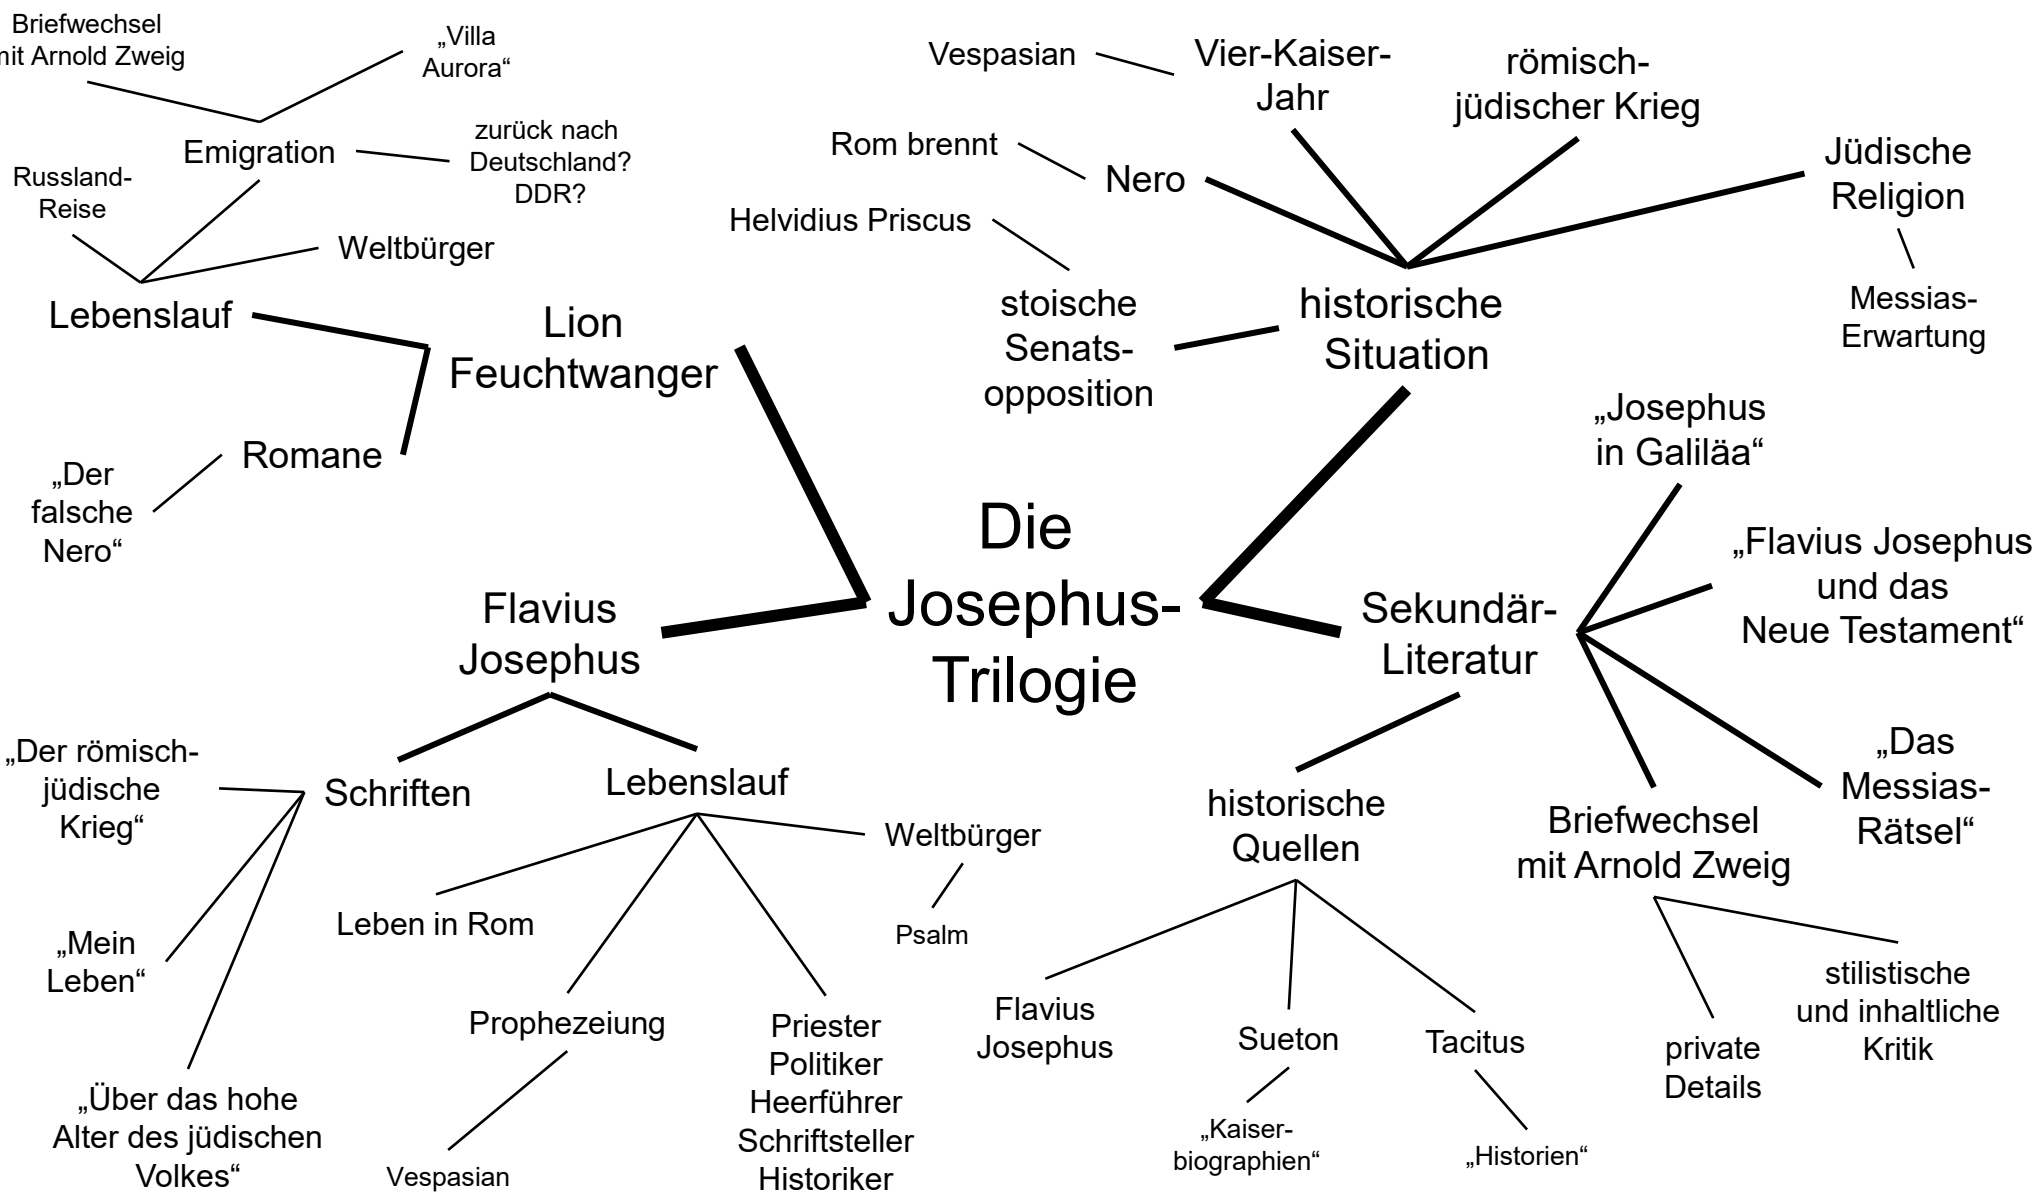 Briefwechsel
mit Arnold Zweig
„Villa
Aurora“
Emigration
zurück nach
Deutschland?
DDR?
Russland-
Reise
Weltbürger
Lebenslauf
Lion
Feuchtwanger
Romane
„Der
falsche
Nero“
Vespasian
Vier-Kaiser-
Jahr
römisch-
jüdischer Krieg
Rom brennt
Nero
Jüdische
Religion
Helvidius Priscus
stoische
Senats-
opposition
historische
Situation
Messias-
Erwartung
Die
Josephus-
Trilogie
„Josephus
in Galiläa“
„Flavius Josephus
und das
Neue Testament“
Sekundär-
Literatur
„Das
Messias-
Rätsel“
Briefwechsel
mit Arnold Zweig
stilistische
und inhaltliche
Kritik
private
Details
historische
Quellen
Flavius
Josephus
Sueton
Tacitus
„Kaiser-
biographien“
„Historien“
Flavius
Josephus
Schriften
„Der römisch-
jüdische
Krieg“
„Mein
Leben“
„Über das hohe
Alter des jüdischen
Volkes“
Lebenslauf
Leben in Rom
Prophezeiung
Vespasian
Priester
Politiker
Heerführer
Schriftsteller
Historiker
Weltbürger
Psalm